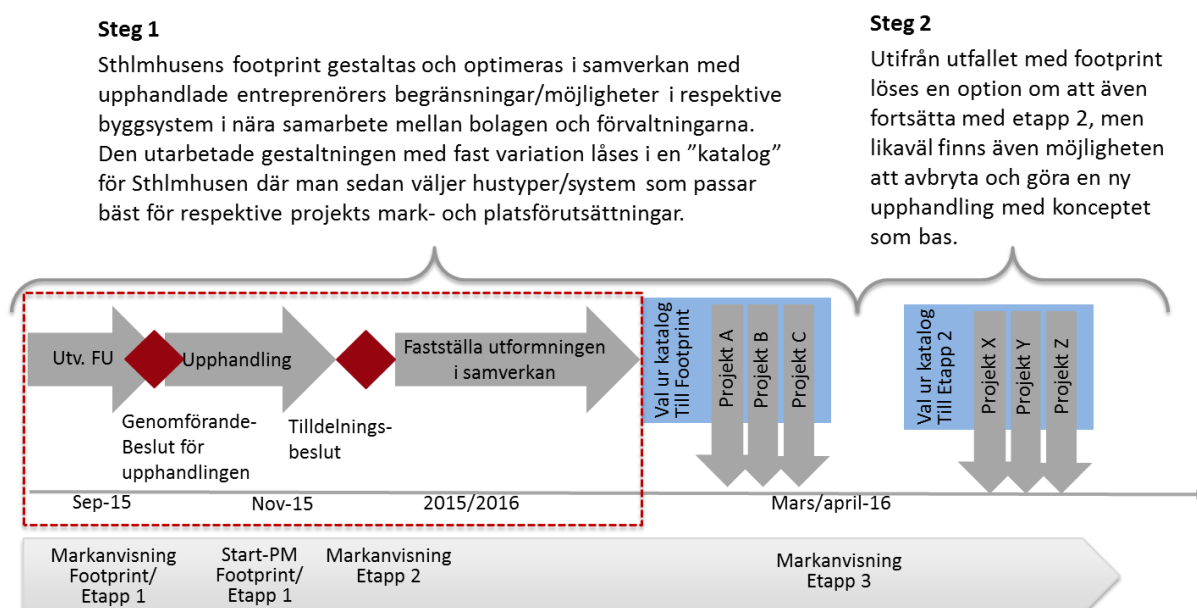 Steg 1
Sthlmhusens footprint gestaltas och optimeras i samverkan med
upphandlade entreprenörers begränsningar/möjligheter i respektive
byggsystem i nära samarbete mellan bolagen och förvaltningarna.
Den utarbetade gestaltningen med fast variation låses i en ”katalog”
för Sthlmhusen där man sedan väljer hustyper/system som passar
bäst för respektive projekts mark- och platsförutsättningar.
Steg 2
Utifrån utfallet med footprint
löses en option om att även
fortsätta med etapp 2, men
likaväl finns även möjligheten
att avbryta och göra en ny
upphandling med konceptet
som bas.
Utv. FU
Upphandling
Fastställa utformningen
i samverkan
Val ur katalog
Till Footprint
Projekt A
Projekt B
Projekt C
Val ur katalog
Till Etapp 2
Projekt X
Projekt Y
Projekt Z
Genomförande-
Beslut för
upphandlingen
Tilldelnings-
beslut
Sep-15
Nov-15
2015/2016
Mars/april-16
Markanvisning
Footprint/
Etapp 1
Start-PM
Footprint/
Etapp 1
Markanvisning
Etapp 2
Markanvisning
Etapp 3